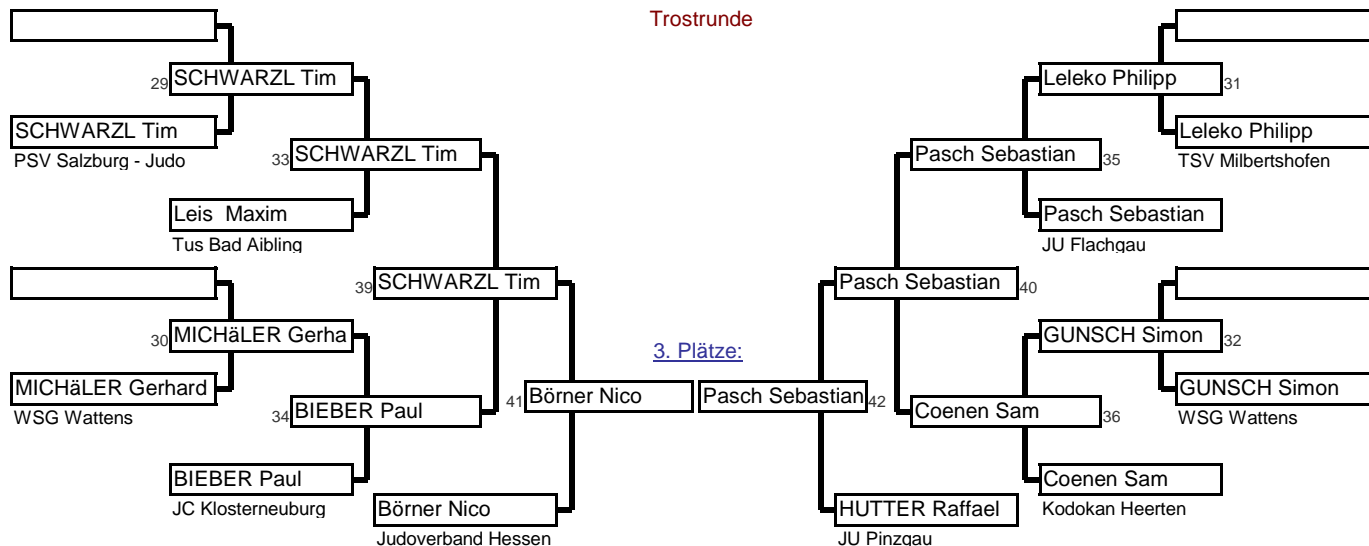 Trostrunde
29 SCHWARZL Tim
SCHWARZL Tim
PSV Salzburg - Judo
33 SCHWARZL Tim
Leis  Maxim
Tus Bad Aibling
39 SCHWARZL Tim
30 MICHäLER Gerha
MICHäLER Gerhard
WSG Wattens
34 BIEBER Paul
BIEBER Paul
JC Klosterneuburg
41 Börner Nico
Börner Nico
Judoverband Hessen
3. Plätze:
Leleko Philipp 31
Leleko Philipp
TSV Milbertshofen
Pasch Sebastian 35
Pasch Sebastian
JU Flachgau
Pasch Sebastian 40
GUNSCH Simon 32
GUNSCH Simon
WSG Wattens
Pasch Sebastian 42
Coenen Sam 36
Coenen Sam
Kodokan Heerten
HUTTER Raffael
JU Pinzgau